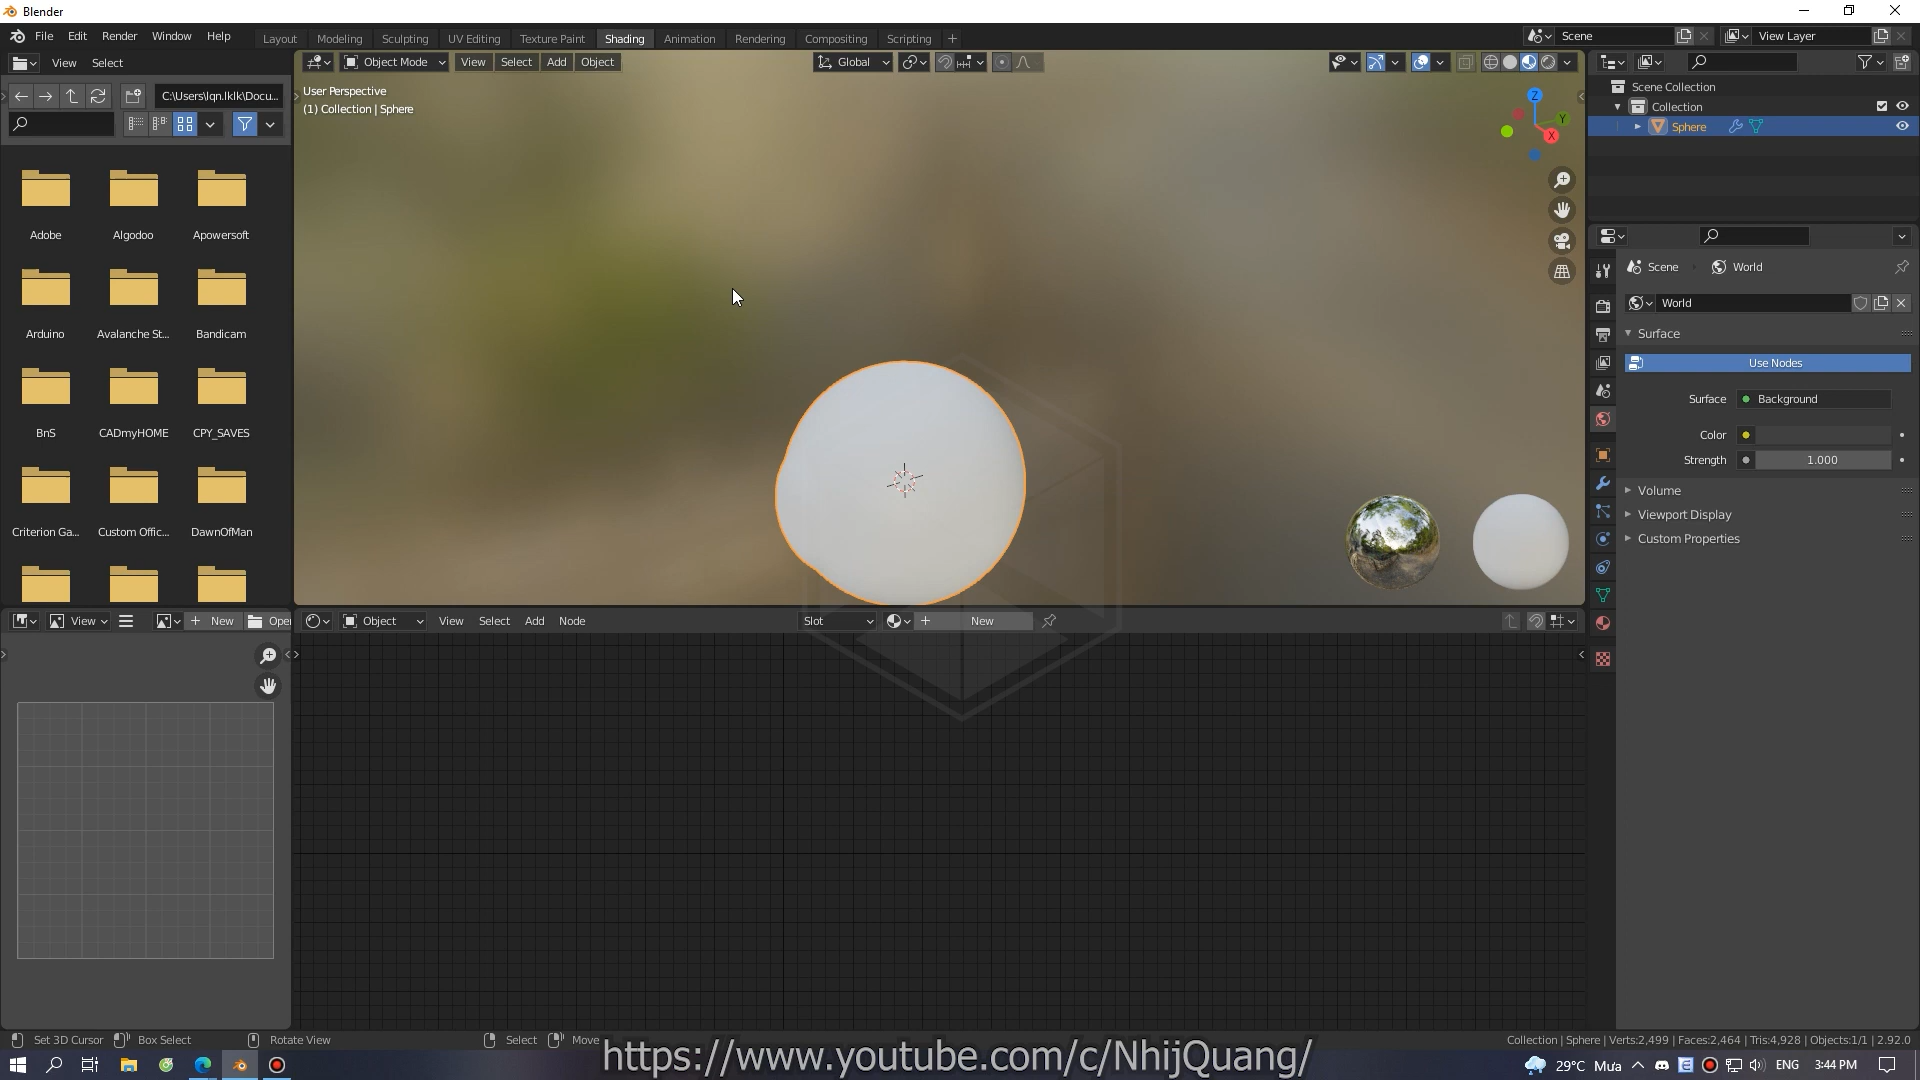 Blender
File Edit Render Window Help
Layout Modeling Sculpting UV Editing Texture Paint Shading Animation Rendering Compositing Scripting
Scene
View Layer
View Select
Object Mode View Select Add Object
Global
C:\Users\lqn.lklk\Docu...
User Perspective
(1) Collection | Sphere
Z
Y
X
Scene Collection
Collection
Sphere
Adobe Algodoo Apowersoft
Arduino Avalanche St... Bandicam
BnS CADmyHOME CPY_SAVES
Criterion Ga... Custom Offic... DawnOfMan
Scene World
World
Surface
Use Nodes
Surface Background
Color
Strength 1.000
Volume
Viewport Display
Custom Properties
View New Open
Object View Select Add Node
Slot New
Set 3D Cursor Box Select Rotate View Select Move
Collection | Sphere | Verts:2,499 | Faces:2,464 | Tris:4,928 | Objects:1/1 | 2.92.0
https://www.youtube.com/c/NhijQuang/
29°C Mưa ENG 3:44 PM